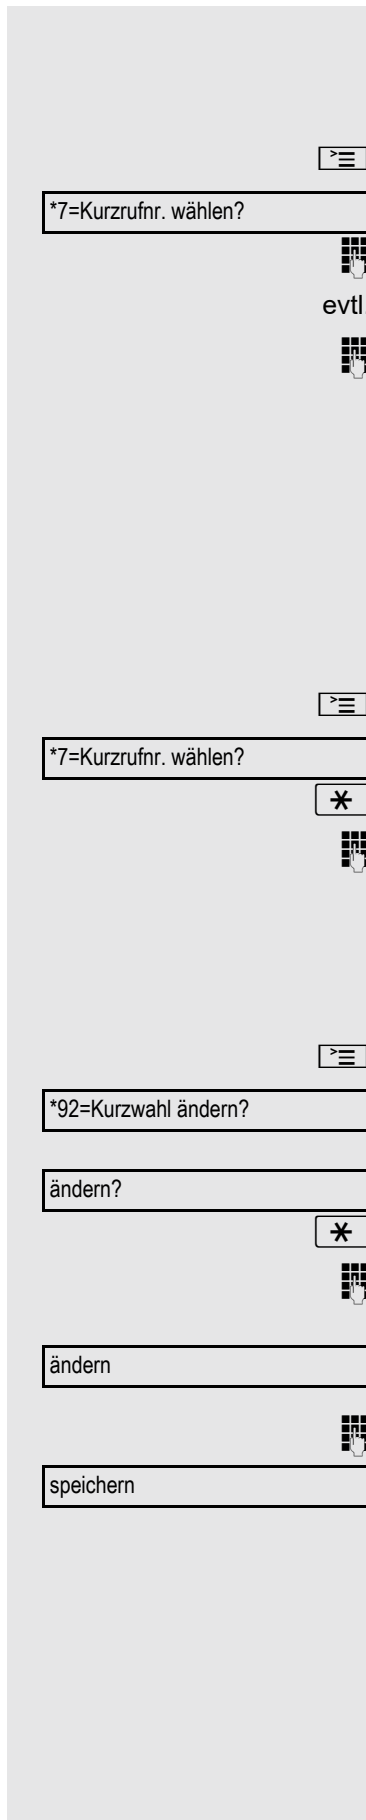 *7=Kurzrufnr. wählen?
evtl
*7=Kurzrufnr. wählen?
*92=Kurzwahl ändern?
ändern?
ändern
speichern